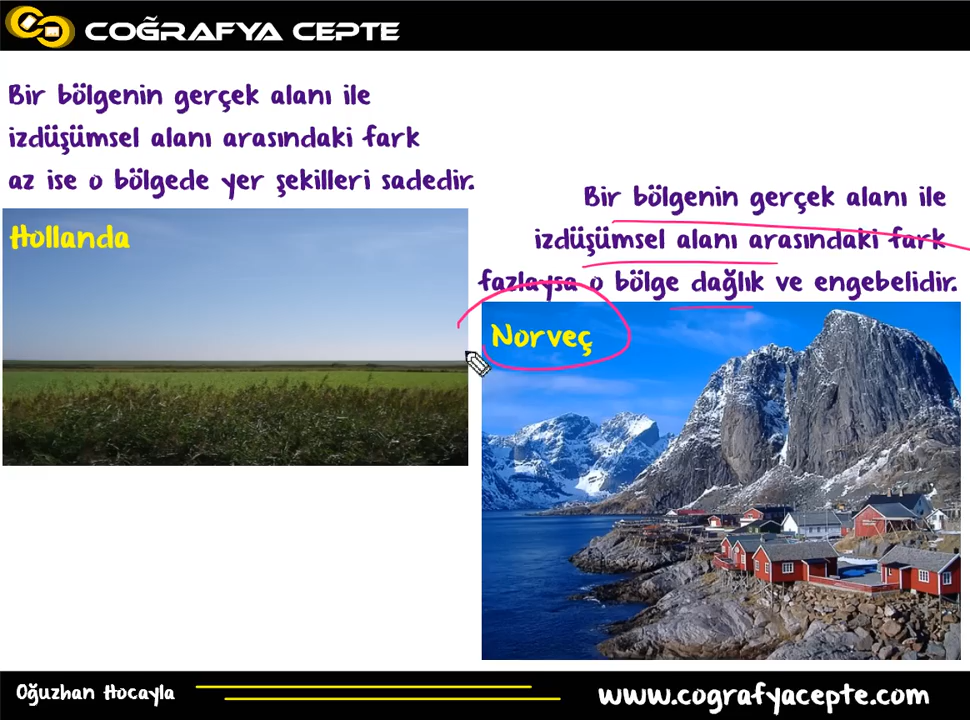 COĞRAFYA CEPTE
Bir bölgenin gerçek alanı ile
izdüşümsel alanı arasındaki fark
az ise o bölgede yer şekilleri sadedir.
Hollanda
Bir bölgenin gerçek alanı ile
izdüşümsel alanı arasındaki fark
fazlaysa o bölge dağlık ve engebelidir.
Norveç
Oğuzhan Hocayla
www.cografyacepte.com